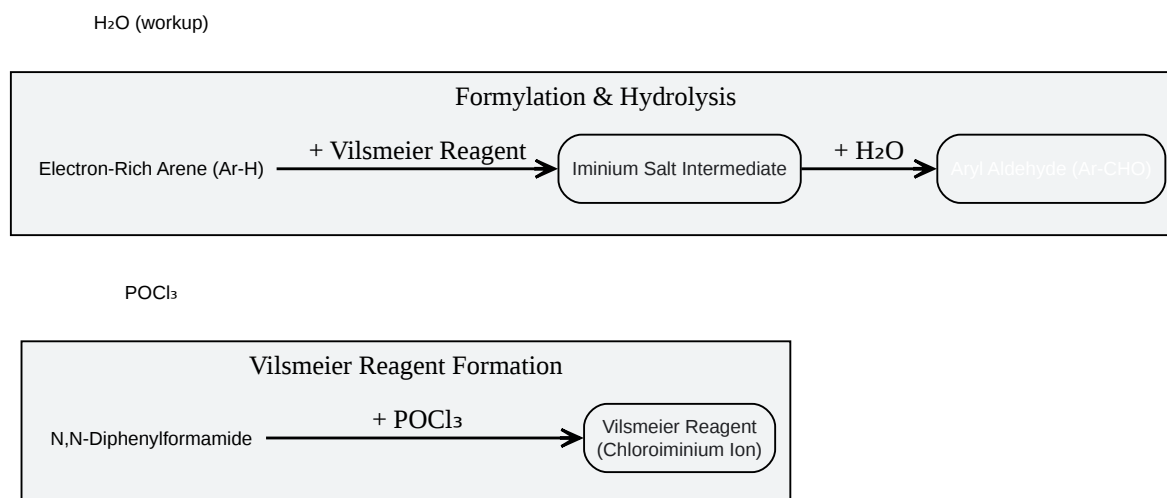 H₂O (workup)
Formylation & Hydrolysis
Electron-Rich Arene (Ar-H)
+ Vilsmeier Reagent
Iminium Salt Intermediate
+ H₂O
Aryl Aldehyde (Ar-CHO)
POCl₃
Vilsmeier Reagent Formation
N,N-Diphenylformamide
+ POCl₃
Vilsmeier Reagent
(Chloroiminium Ion)